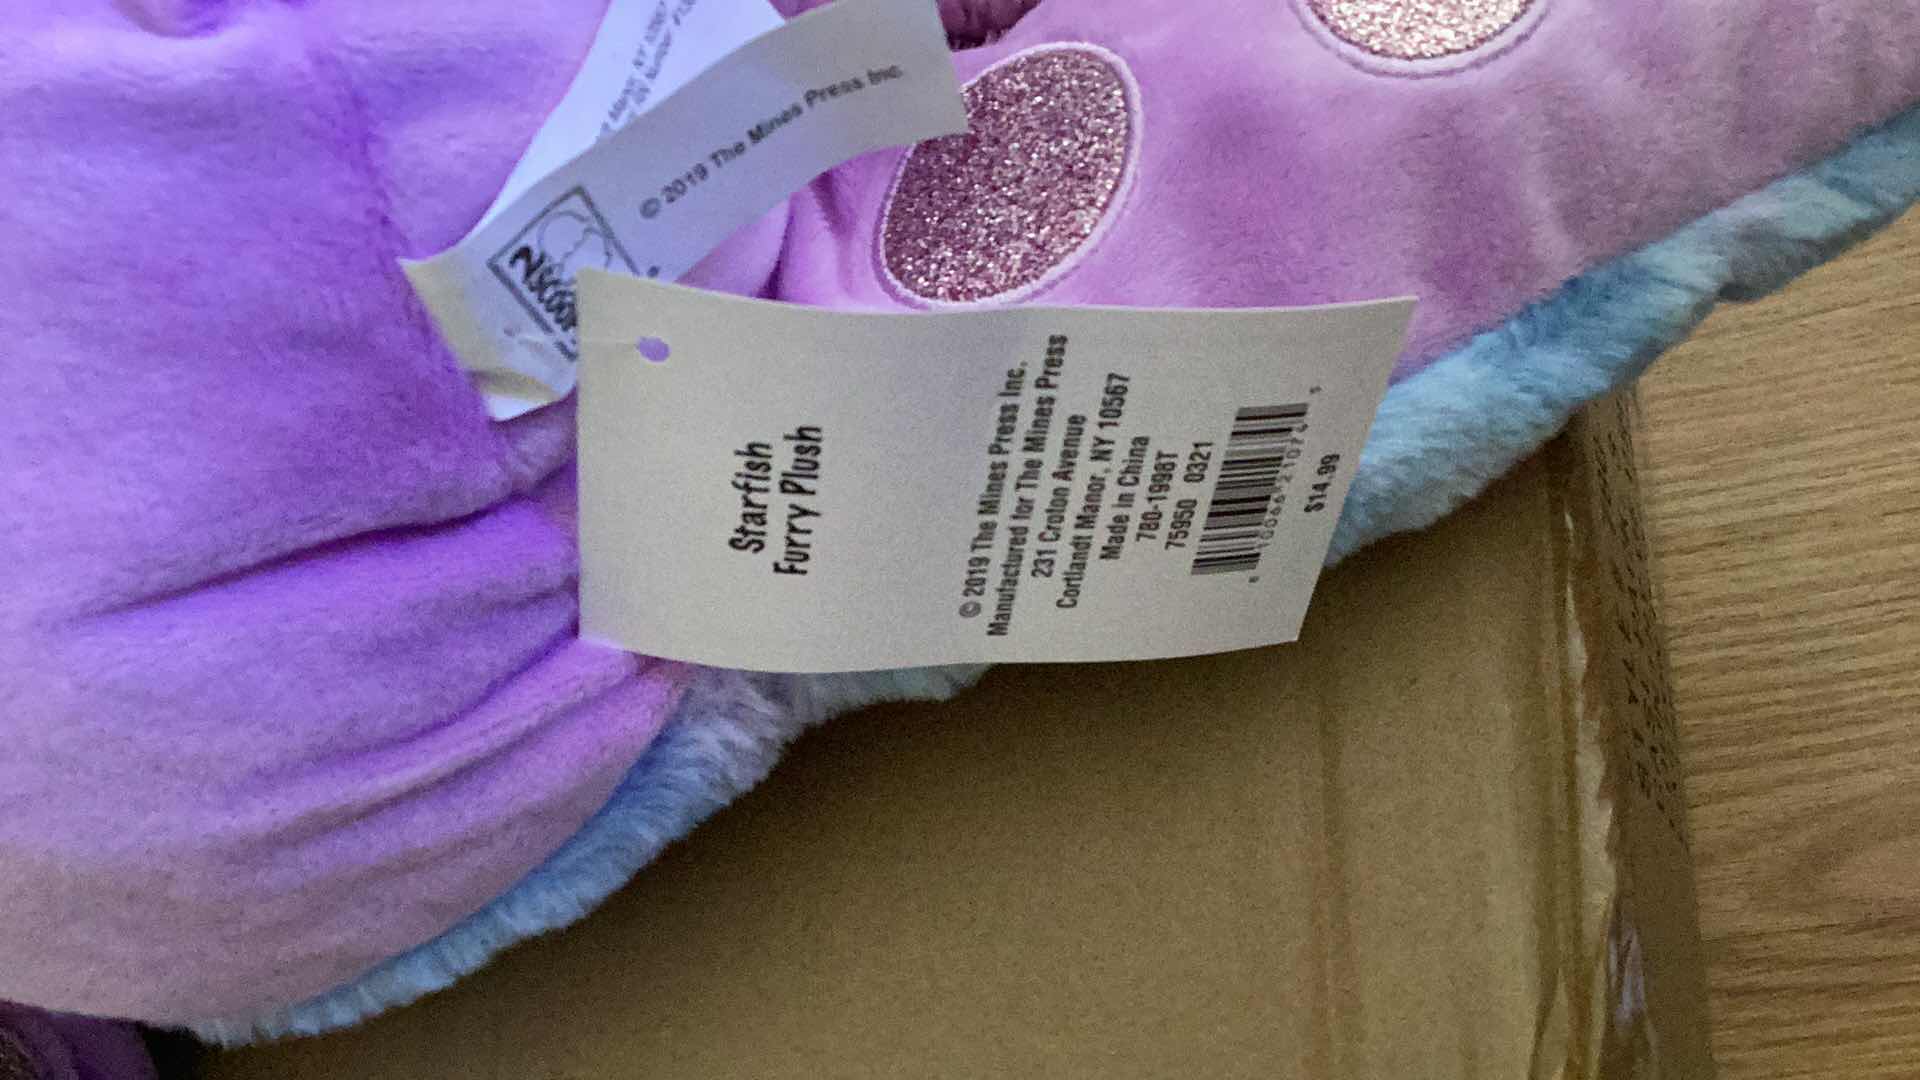 © 2019 The Mines Press Inc.
2SCOOPS
Starfish
Furry Plush
© 2019 The Mines Press Inc.
Manufactured for The Mines Press
231 Croton Avenue
Cortlandt Manor, NY 10567
Made in China
780-1998T
75950 0321
$14.99